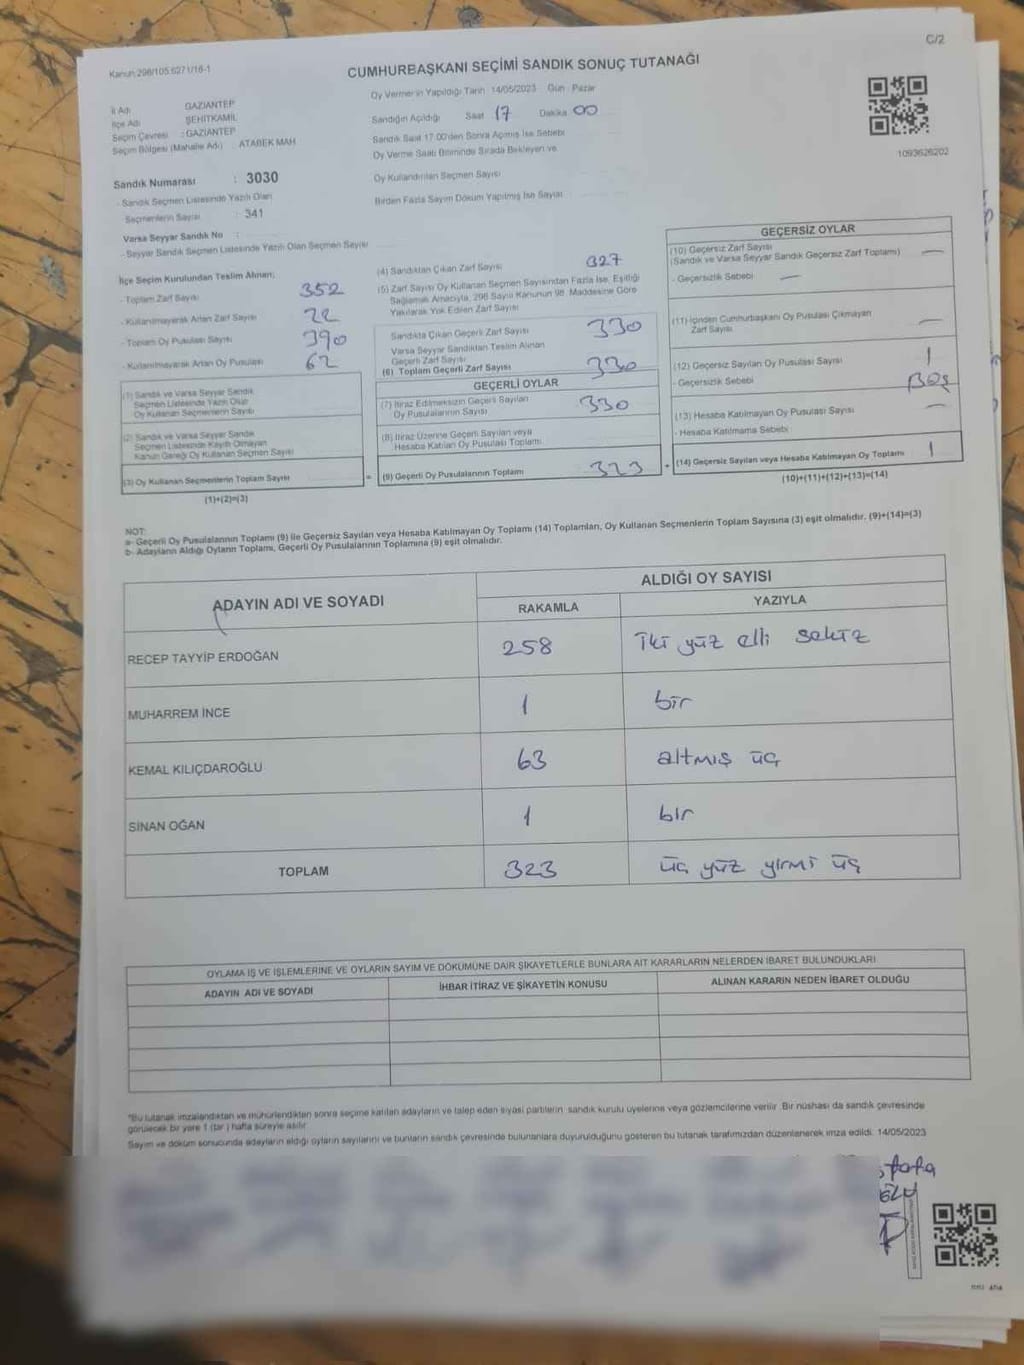 C/2
Kanun:298/105;6271/16-1
CUMHURBAŞKANI SEÇİMİ SANDIK SONUÇ TUTANAĞI
İl Adı GAZİANTEP
İlçe Adı ŞEHİTKAMİL
Seçim Çevresi : GAZİANTEP
Seçim Bölgesi (Mahalle Adı) : ATABEK MAH
Sandık Numarası : 3030
- Sandık Seçmen Listesinde Yazılı Olan
Seçmenlerin Sayısı : 341
Varsa Seyyar Sandık No :
- Seyyar Sandık Seçmen Listesinde Yazılı Olan Seçmen Sayısı
Oy Verme'nin Yapıldığı Tarih 14/05/2023 Gün : Pazar
Sandığın Açıldığı Saat 17 Dakika 00
Sandık Saat 17.00'den Sonra Açılmış İse Sebebi
Oy Verme Saati Bitiminde Sırada Bekleyen ve
Oy Kullandırılan Seçmen Sayısı
Birden Fazla Sayım Döküm Yapılmış İse Sayısı
1093626202
İlçe Seçim Kurulundan Teslim Alınan;
- Toplam Zarf Sayısı 352
- Kullanılmayarak Artan Zarf Sayısı 22
- Toplam Oy Pusulası Sayısı 390
- Kullanılmayarak Artan Oy Pusulası 62
(1) Sandık ve Varsa Seyyar Sandık
Seçmen Listesinde Yazılı Olup
Oy Kullanan Seçmenlerin Sayısı
(2) Sandık ve Varsa Seyyar Sandık
Seçmen Listesinde Kayıtlı Olmayan
Kanun Gereği Oy Kullanan Seçmen Sayısı
(3) Oy Kullanan Seçmenlerin Toplam Sayısı
(1)+(2)=(3)
(4) Sandıktan Çıkan Zarf Sayısı 327
(5) Zarf Sayısı Oy Kullanan Seçmen Sayısından Fazla İse, Eşitliği
Sağlamak Amacıyla, 298 Sayılı Kanunun 98. Maddesine Göre
Yakılarak Yok Edilen Zarf Sayısı
Sandıkta Çıkan Geçerli Zarf Sayısı 330
Varsa Seyyar Sandıktan Teslim Alınan
Geçerli Zarf Sayısı
(6) Toplam Geçerli Zarf Sayısı 330
GEÇERLİ OYLAR
(7) İtiraz Edilmeksizin Geçerli Sayılan
Oy Pusulalarının Sayısı 330
(8) İtiraz Üzerine Geçerli Sayılan veya
Hesaba Katılan Oy Pusulası Toplamı
= (9) Geçerli Oy Pusulalarının Toplamı 323 +
GEÇERSİZ OYLAR
(10) Geçersiz Zarf Sayısı
(Sandık ve Varsa Seyyar Sandık Geçersiz Zarf Toplamı) —
- Geçersizlik Sebebi —
(11) İçinden Cumhurbaşkanı Oy Pusulası Çıkmayan
Zarf Sayısı —
(12) Geçersiz Sayılan Oy Pusulası Sayısı 1
- Geçersizlik Sebebi Boş
(13) Hesaba Katılmayan Oy Pusulası Sayısı —
- Hesaba Katılmama Sebebi
(14) Geçersiz Sayılan veya Hesaba Katılmayan Oy Toplamı 1
(10)+(11)+(12)+(13)=(14)
NOT:
a- Geçerli Oy Pusulalarının Toplamı (9) ile Geçersiz Sayılan veya Hesaba Katılmayan Oy Toplamı (14) Toplamları, Oy Kullanan Seçmenlerin Toplam Sayısına (3) eşit olmalıdır. (9)+(14)=(3)
b- Adayların Aldığı Oyların Toplamı, Geçerli Oy Pusulalarının Toplamına (9) eşit olmalıdır.
ADAYIN ADI VE SOYADI ALDIĞI OY SAYISI
RAKAMLA YAZIYLA
RECEP TAYYİP ERDOĞAN 258 iki yüz elli sekiz
MUHARREM İNCE 1 bir
KEMAL KILIÇDAROĞLU 63 altmış üç
SİNAN OĞAN 1 bir
TOPLAM 323 üç yüz yirmi üç
OYLAMA İŞ VE İŞLEMLERİNE VE OYLARIN SAYIM VE DÖKÜMÜNE DAİR ŞİKAYETLERLE BUNLARA AİT KARARLARIN NELERDEN İBARET BULUNDUKLARI
ADAYIN ADI VE SOYADI İHBAR İTİRAZ VE ŞİKAYETİN KONUSU ALINAN KARARIN NEDEN İBARET OLDUĞU
*Bu tutanak imzalandıktan ve mühürlendikten sonra seçime katılan adayların ve talep eden siyasi partilerin sandık kurulu üyelerine veya gözlemcilerine verilir. Bir nüshası da sandık çevresinde
görülecek bir yere 1 (bir) hafta süreyle asılır.
Sayım ve döküm sonucunda adayların aldığı oyların sayılarını ve bunların sandık çevresinde bulunanlara duyurulduğunu gösteren bu tutanak tarafımızdan düzenlenerek imza edildi. 14/05/2023